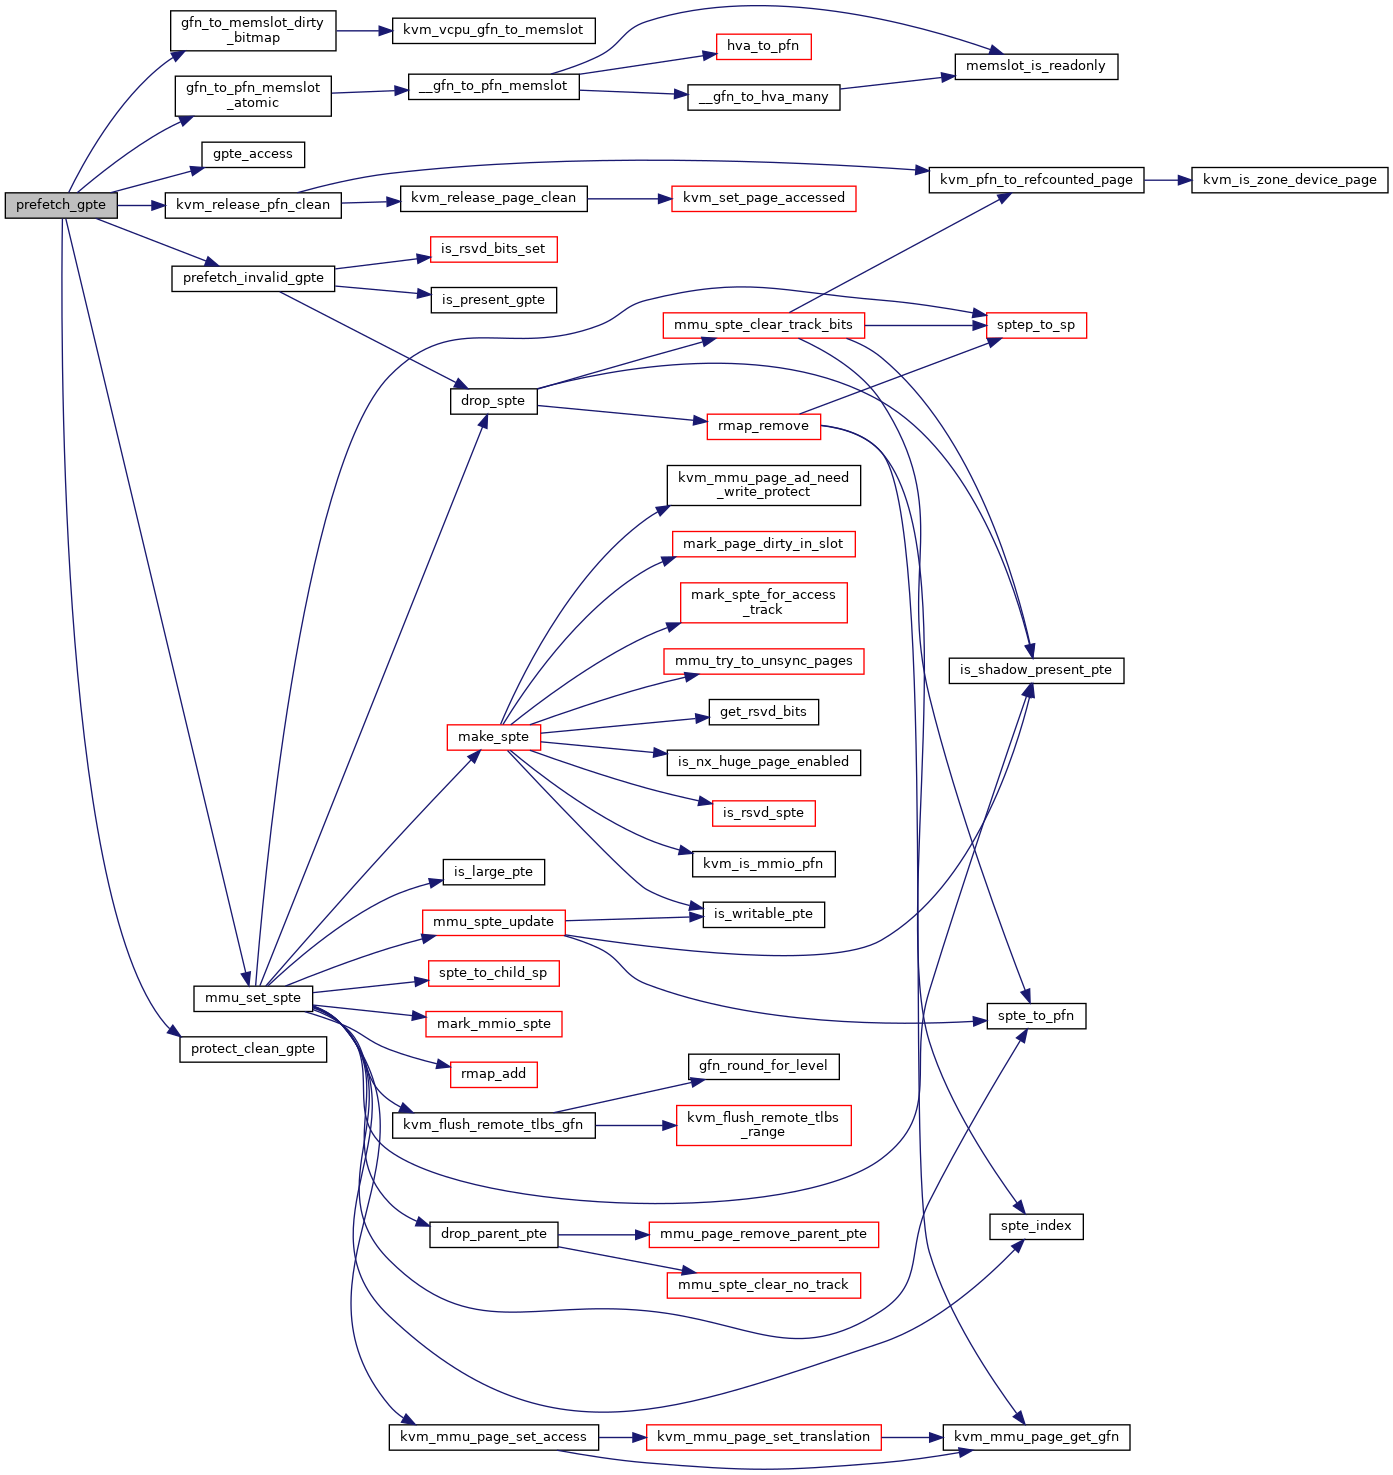 gfn_to_memslot_dirty
_bitmap
kvm_vcpu_gfn_to_memslot
hva_to_pfn
memslot_is_readonly
gfn_to_pfn_memslot
_atomic
__gfn_to_pfn_memslot
__gfn_to_hva_many
gpte_access
prefetch_gpte
kvm_release_pfn_clean
kvm_release_page_clean
kvm_set_page_accessed
kvm_pfn_to_refcounted_page
kvm_is_zone_device_page
prefetch_invalid_gpte
is_rsvd_bits_set
is_present_gpte
mmu_spte_clear_track_bits
sptep_to_sp
drop_spte
rmap_remove
kvm_mmu_page_ad_need
_write_protect
mark_page_dirty_in_slot
mark_spte_for_access
_track
mmu_try_to_unsync_pages
is_shadow_present_pte
get_rsvd_bits
make_spte
is_nx_huge_page_enabled
is_rsvd_spte
kvm_is_mmio_pfn
is_large_pte
is_writable_pte
mmu_spte_update
spte_to_child_sp
mmu_set_spte
mark_mmio_spte
spte_to_pfn
protect_clean_gpte
rmap_add
gfn_round_for_level
kvm_flush_remote_tlbs_gfn
kvm_flush_remote_tlbs
_range
drop_parent_pte
mmu_page_remove_parent_pte
spte_index
mmu_spte_clear_no_track
kvm_mmu_page_set_access
kvm_mmu_page_set_translation
kvm_mmu_page_get_gfn